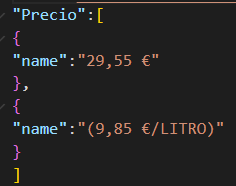 "Precio":[
{
"name":"29,55 €"
},
{
"name":"(9,85 €/LITRO)"
}
]